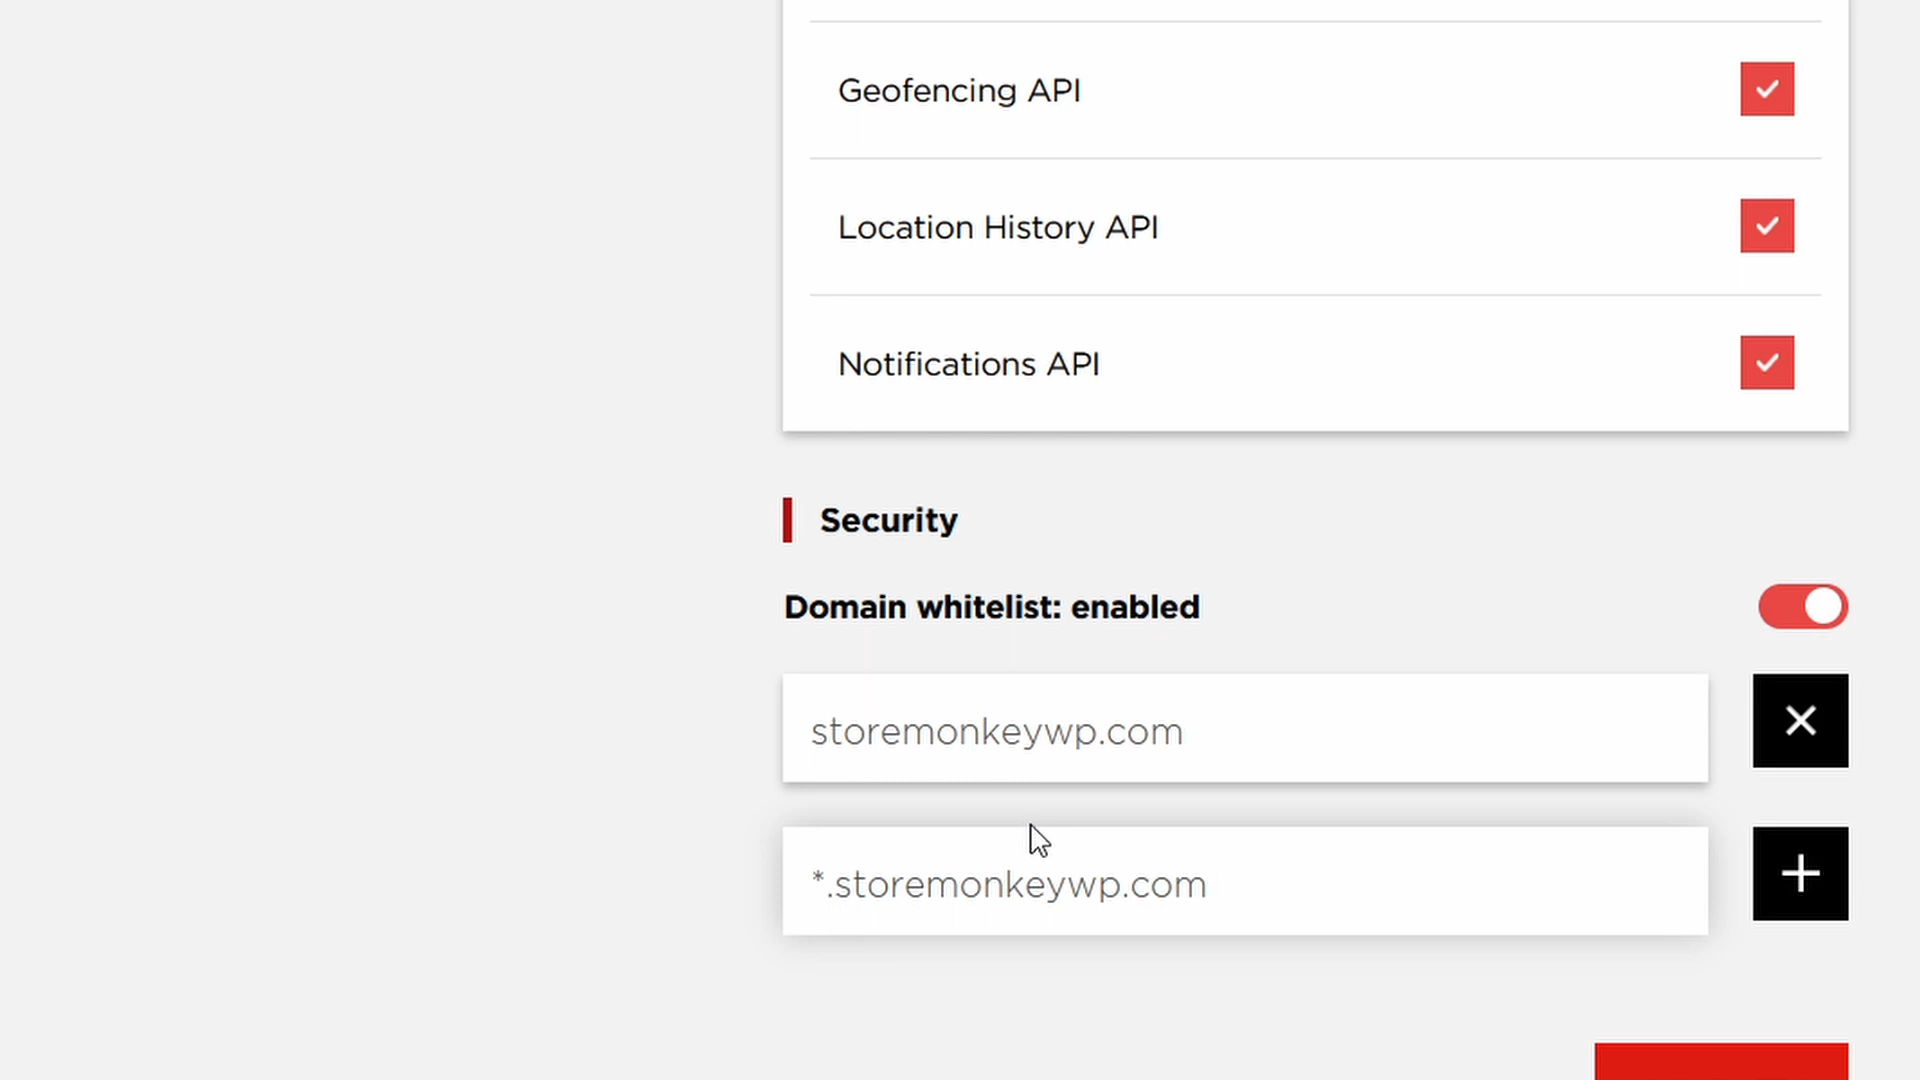 Geofencing API
Location History API
Notifications API
Security
Domain whitelist: enabled
storemonkeywp.com
*.storemonkeywp.com